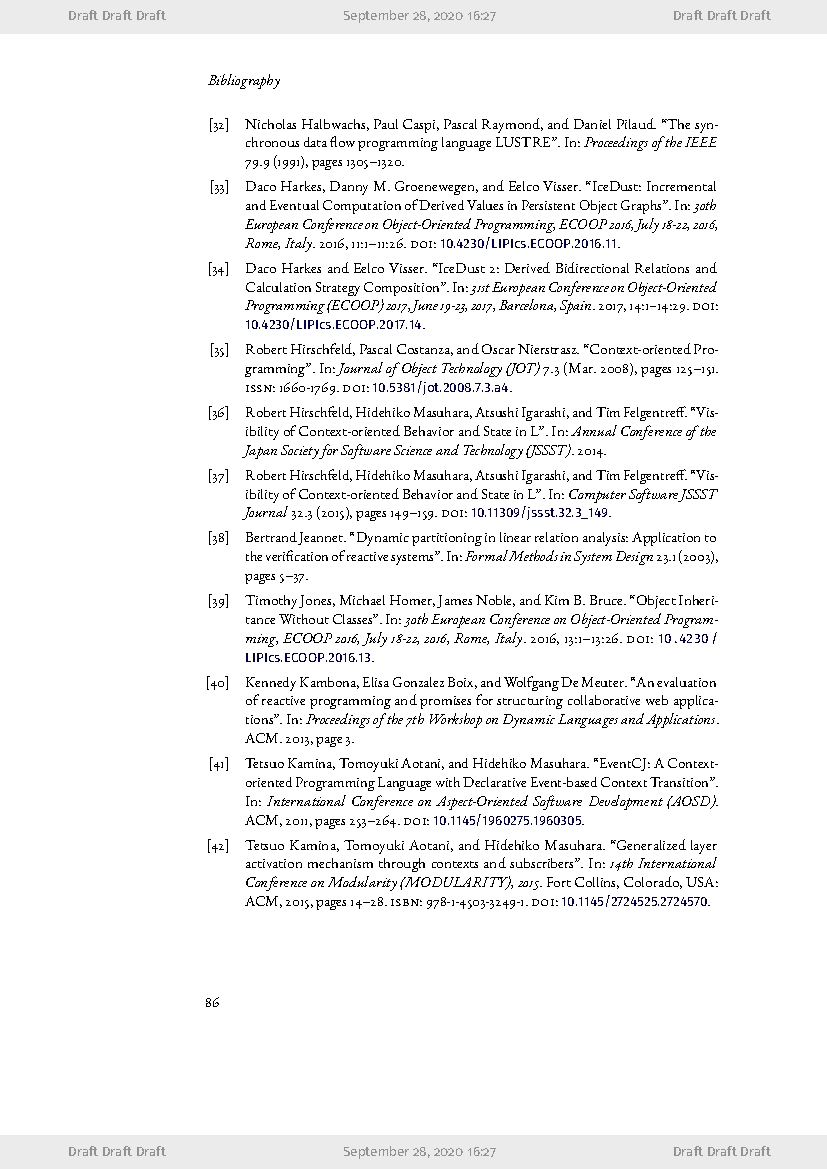 Draft Draft Draft September 28, 2020 16:27 Draft Draft Draft
Bibliography
[32] Nicholas Halbwachs, Paul Caspi, Pascal Raymond, and Daniel Pilaud. “The syn-
chronous data flow programming language LUSTRE”. In: Proceedings of the IEEE
79.9 (1991), pages 1305–1320.
[33] Daco Harkes, Danny M. Groenewegen, and Eelco Visser. “IceDust: Incremental
and Eventual Computation of Derived Values in Persistent Object Graphs”. In: 30th
European Conference on Object-Oriented Programming, ECOOP 2016, July 18-22, 2016,
Rome, Italy. 2016, 11:1–11:26. DOI: 10.4230/LIPIcs.ECOOP.2016.11.
[34] Daco Harkes and Eelco Visser. “IceDust 2: Derived Bidirectional Relations and
Calculation Strategy Composition”. In: 31st European Conference on Object-Oriented
Programming (ECOOP) 2017, June 19-23, 2017, Barcelona, Spain. 2017, 14:1–14:29. DOI:
10.4230/LIPIcs.ECOOP.2017.14.
[35] Robert Hirschfeld, Pascal Costanza, and Oscar Nierstrasz. “Context-oriented Pro-
gramming”. In: Journal of Object Technology (JOT) 7.3 (Mar. 2008), pages 125–151.
ISSN: 1660-1769. DOI: 10.5381/jot.2008.7.3.a4.
[36] Robert Hirschfeld, Hidehiko Masuhara, Atsushi Igarashi, and Tim Felgentreff. “Vis-
ibility of Context-oriented Behavior and State in L”. In: Annual Conference of the
Japan Society for Software Science and Technology (JSSST). 2014.
[37] Robert Hirschfeld, Hidehiko Masuhara, Atsushi Igarashi, and Tim Felgentreff. “Vis-
ibility of Context-oriented Behavior and State in L”. In: Computer Software JSSST
Journal 32.3 (2015), pages 149–159. DOI: 10.11309/jssst.32.3_149.
[38] Bertrand Jeannet. “Dynamic partitioning in linear relation analysis: Application to
the verification of reactive systems”. In: Formal Methods in System Design 23.1 (2003),
pages 5–37.
[39] Timothy Jones, Michael Homer, James Noble, and Kim B. Bruce. “Object Inheri-
tance Without Classes”. In: 30th European Conference on Object-Oriented Program-
ming, ECOOP 2016, July 18-22, 2016, Rome, Italy. 2016, 13:1–13:26. DOI: 10.4230/
LIPIcs.ECOOP.2016.13.
[40] Kennedy Kambona, Elisa Gonzalez Boix, and Wolfgang De Meuter. “An evaluation
of reactive programming and promises for structuring collaborative web applica-
tions”. In: Proceedings of the 7th Workshop on Dynamic Languages and Applications.
ACM. 2013, page 3.
[41] Tetsuo Kamina, Tomoyuki Aotani, and Hidehiko Masuhara. “EventCJ: A Context-
oriented Programming Language with Declarative Event-based Context Transition”.
In: International Conference on Aspect-Oriented Software Development (AOSD).
ACM, 2011, pages 253–264. DOI: 10.1145/1960275.1960305.
[42] Tetsuo Kamina, Tomoyuki Aotani, and Hidehiko Masuhara. “Generalized layer
activation mechanism through contexts and subscribers”. In: 14th International
Conference on Modularity (MODULARITY), 2015. Fort Collins, Colorado, USA:
ACM, 2015, pages 14–28. ISBN: 978-1-4503-3249-1. DOI: 10.1145/2724525.2724570.
86
Draft Draft Draft September 28, 2020 16:27 Draft Draft Draft